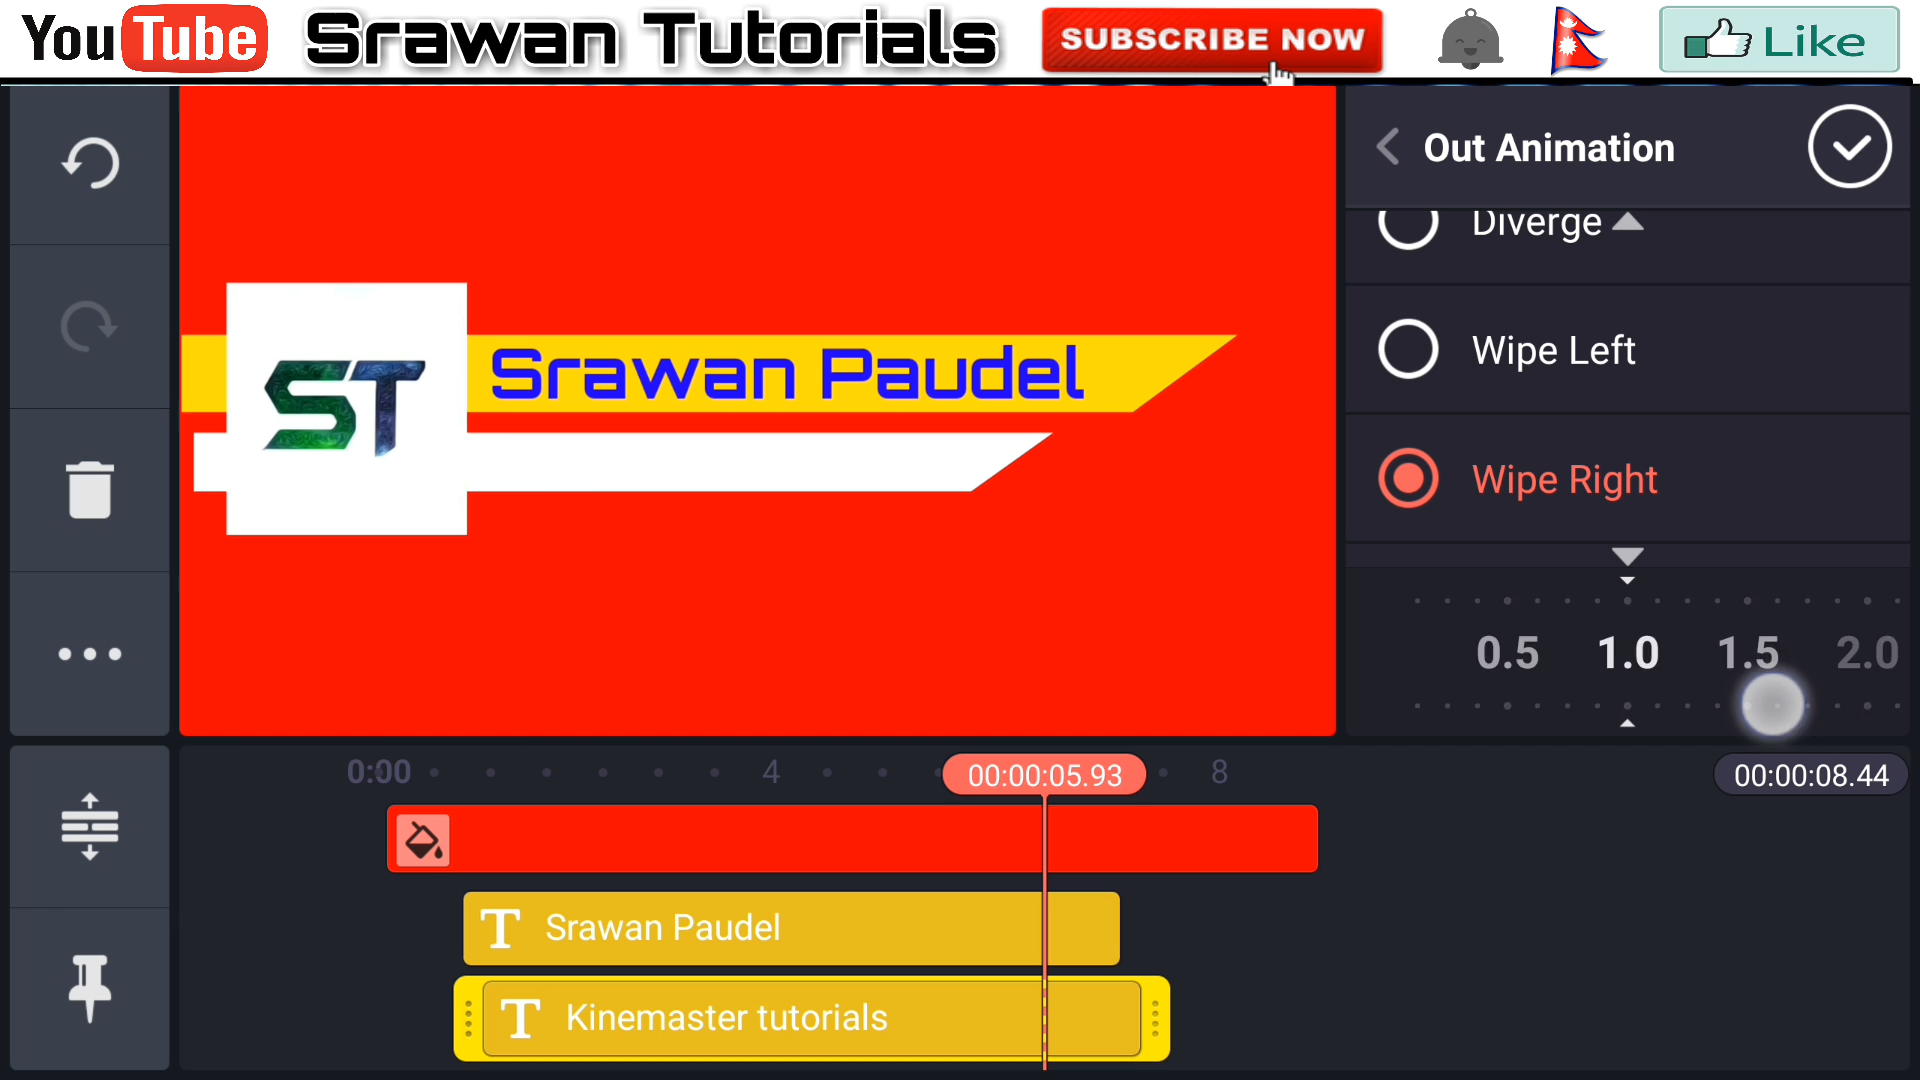 YouTube Srawan Tutorials SUBSCRIBE NOW Like
Out Animation
Diverge
Wipe Left
Wipe Right
0.5 1.0 1.5 2.0
ST
Srawan Paudel
0:00 4 00:00:05.93 8 00:00:08.44
T Srawan Paudel
T Kinemaster tutorials